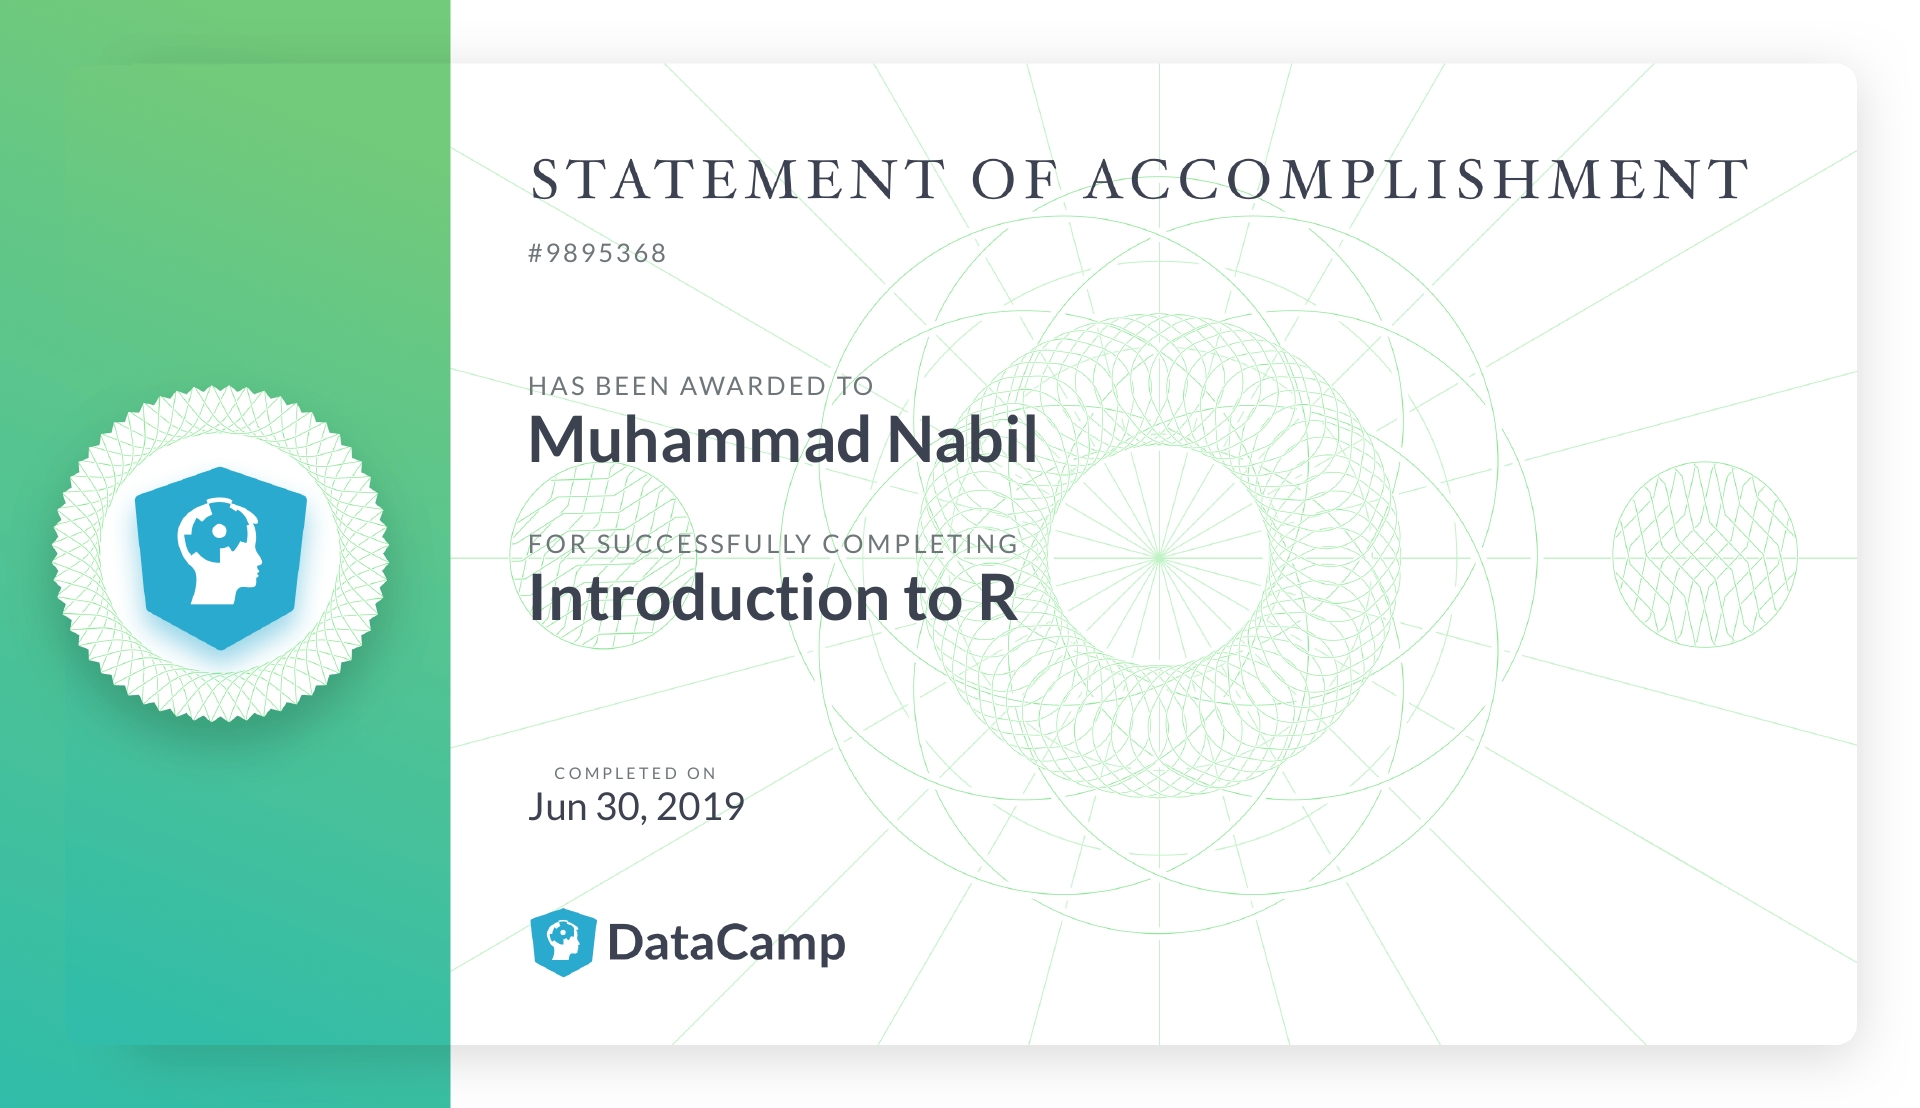 STATEMENT OF ACCOMPLISHMENT
#9895368
HAS BEEN AWARDED TO
Muhammad Nabil
FOR SUCCESSFULLY COMPLETING
Introduction to R
COMPLETED ON
Jun 30, 2019
DataCamp